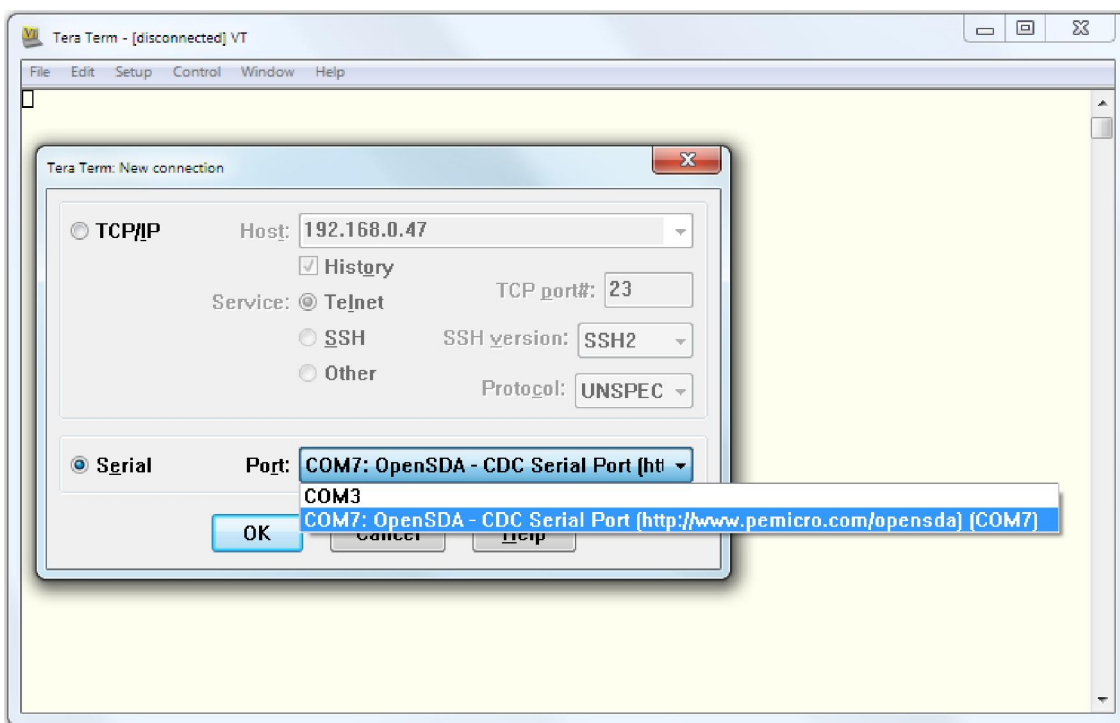 Tera Term - [disconnected] VT
File Edit Setup Control Window Help
Tera Term: New connection
TCP/IP Host: 192.168.0.47
History
Service: Telnet TCP port#: 23
SSH SSH version: SSH2
Other Protocol: UNSPEC
Serial Port: COM7: OpenSDA - CDC Serial Port (htt
COM3
COM7: OpenSDA - CDC Serial Port (http://www.pemicro.com/opensda) (COM7)
OK Cancel Help